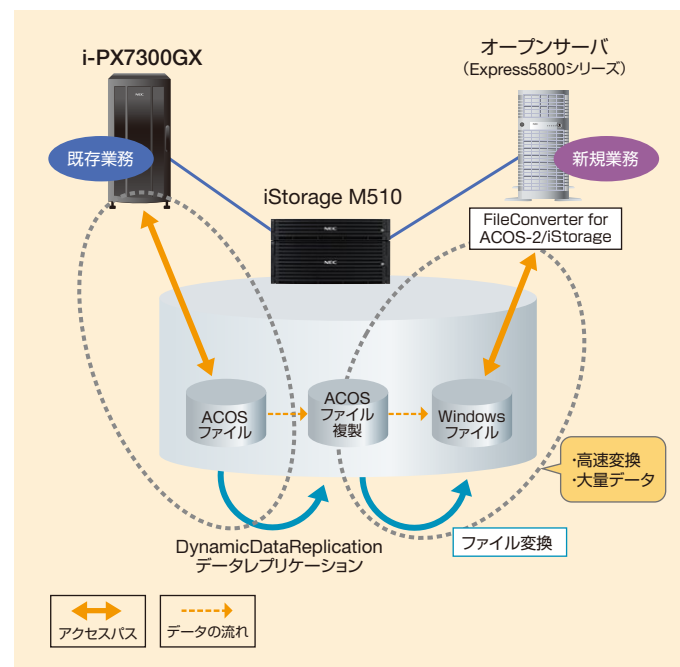 i-PX7300GX
オープンサーバ
（Express5800シリーズ）
NEC
既存業務
新規業務
iStorage M510
NEC
NEC
FileConverter for
ACOS-2/iStorage
ACOS
ファイル
ACOS
ファイル
複製
Windows
ファイル
・高速変換
・大量データ
DynamicDataReplication
データレプリケーション
ファイル変換
アクセスパス
データの流れ